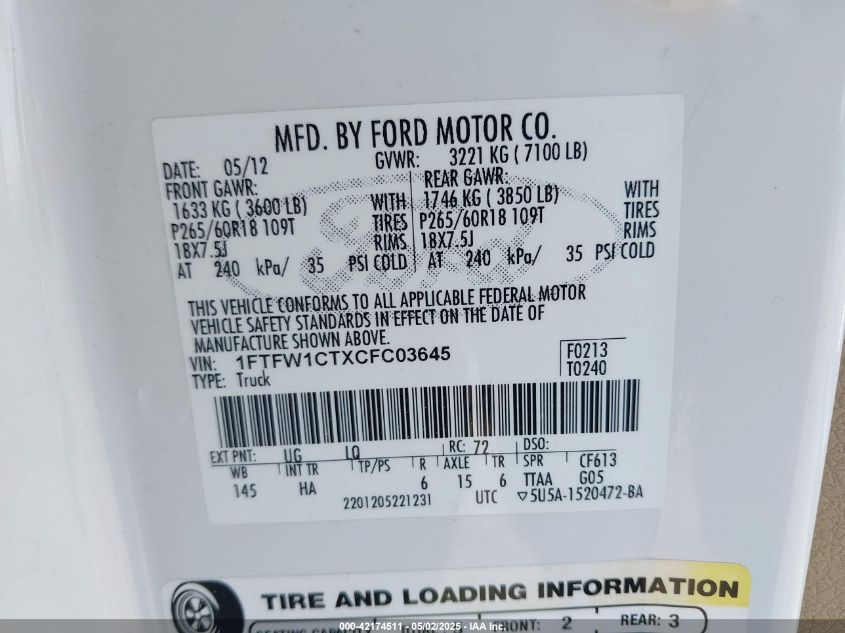 MFD. BY FORD MOTOR CO.
DATE: 05/12 GVWR: 3221 KG ( 7100 LB)
FRONT GAWR: REAR GAWR:
1633 KG ( 3600 LB) WITH 1746 KG ( 3850 LB) WITH
P265/60R18 109T TIRES P265/60R18 109T TIRES
18X7.5J RIMS 18X7.5J RIMS
AT 240 kPa/ 35 PSI COLD AT 240 kPa/ 35 PSI COLD
THIS VEHICLE CONFORMS TO ALL APPLICABLE FEDERAL MOTOR
VEHICLE SAFETY STANDARDS IN EFFECT ON THE DATE OF
MANUFACTURE SHOWN ABOVE.
VIN: 1FTFW1CTXCFC03645 F0213
TYPE: Truck T0240
EXT PNT: UG LQ RC: 72 DSO:
WB INT TR TP/PS R AXLE TR SPR CF613
145 HA 6 15 6 TTAA G05
2201205221231 UTC ▽5U5A-1520472-BA
TIRE AND LOADING INFORMATION
SEATING CAPACITY FRONT: 2 REAR: 3
000-42174511 - 05/02/2025 - IAA Inc.